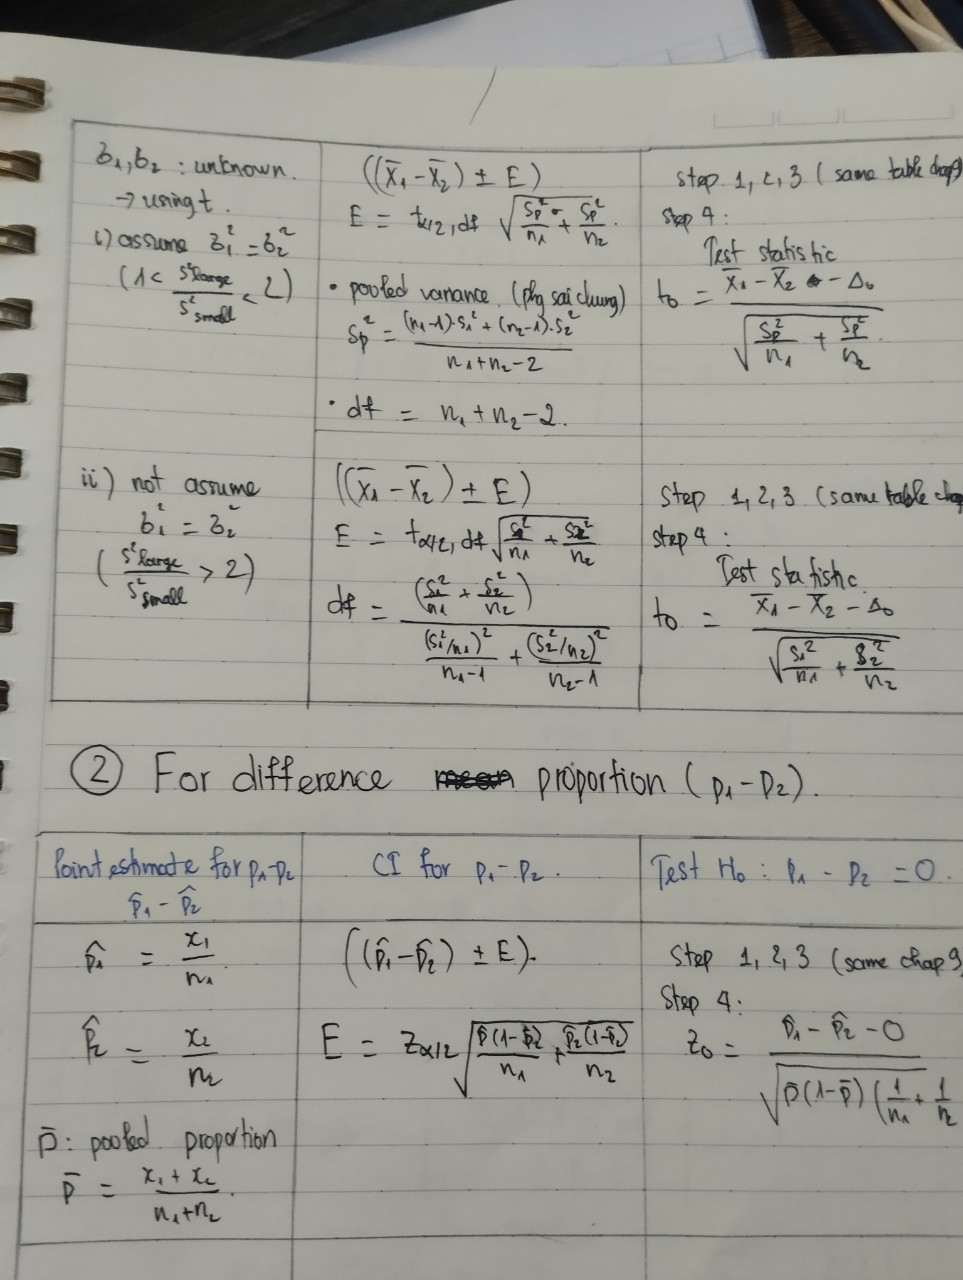 σ₁, σ₂ : unknown.
→ using t.
i) assume σ₁² = σ₂²
(1 < S²large / S²small < 2)
((x̄₁ - x̄₂) ± E)
E = t α/2, df √(Sp²/n₁ + Sp²/n₂).
• pooled variance. (phg sai chung)
Sp² = ((n₁-1).S₁² + (n₂-1).S₂²) / (n₁+n₂-2)
• df = n₁ + n₂ - 2.
Step 1, 2, 3 (same table chap9
Step 4:
Test statistic
t₀ = (x̄₁ - x̄₂ - Δ₀) / √(Sp²/n₁ + Sp²/n₂)
ii) not assume
σ₁² = σ₂²
(S²large / S²small > 2)
((x̄₁ - x̄₂) ± E)
E = t α/2, df √(S₁²/n₁ + S₂²/n₂)
df = (S₁²/n₁ + S₂²/n₂) / ((S₁²/n₁)²/(n₁-1) + (S₂²/n₂)²/(n₂-1))
Step 1, 2, 3 (same table chap
Step 4:
Test statistic
t₀ = (x̄₁ - x̄₂ - Δ₀) / √(S₁²/n₁ + S₂²/n₂)
② For difference mean proportion (p₁ - p₂).
Point estimate for p₁-p₂
p̂₁ - p̂₂
CI for p₁ - p₂.
Test H₀ : p₁ - p₂ = 0.
p̂₁ = x₁/n₁
p̂₂ = x₂/n₂
p̄ : pooled proportion
p̄ = (x₁ + x₂)/(n₁+n₂).
((p̂₁-p̂₂) ± E).
E = Z α/2 √(p̂(1-p̂₂)/n₁ + p̂₂(1-p̂₂)/n₂)
Step 1, 2, 3 (same chap 9
Step 4:
Z₀ = (p̂₁ - p̂₂ - 0) / √(p̄(1-p̄)(1/n₁ + 1/n₂